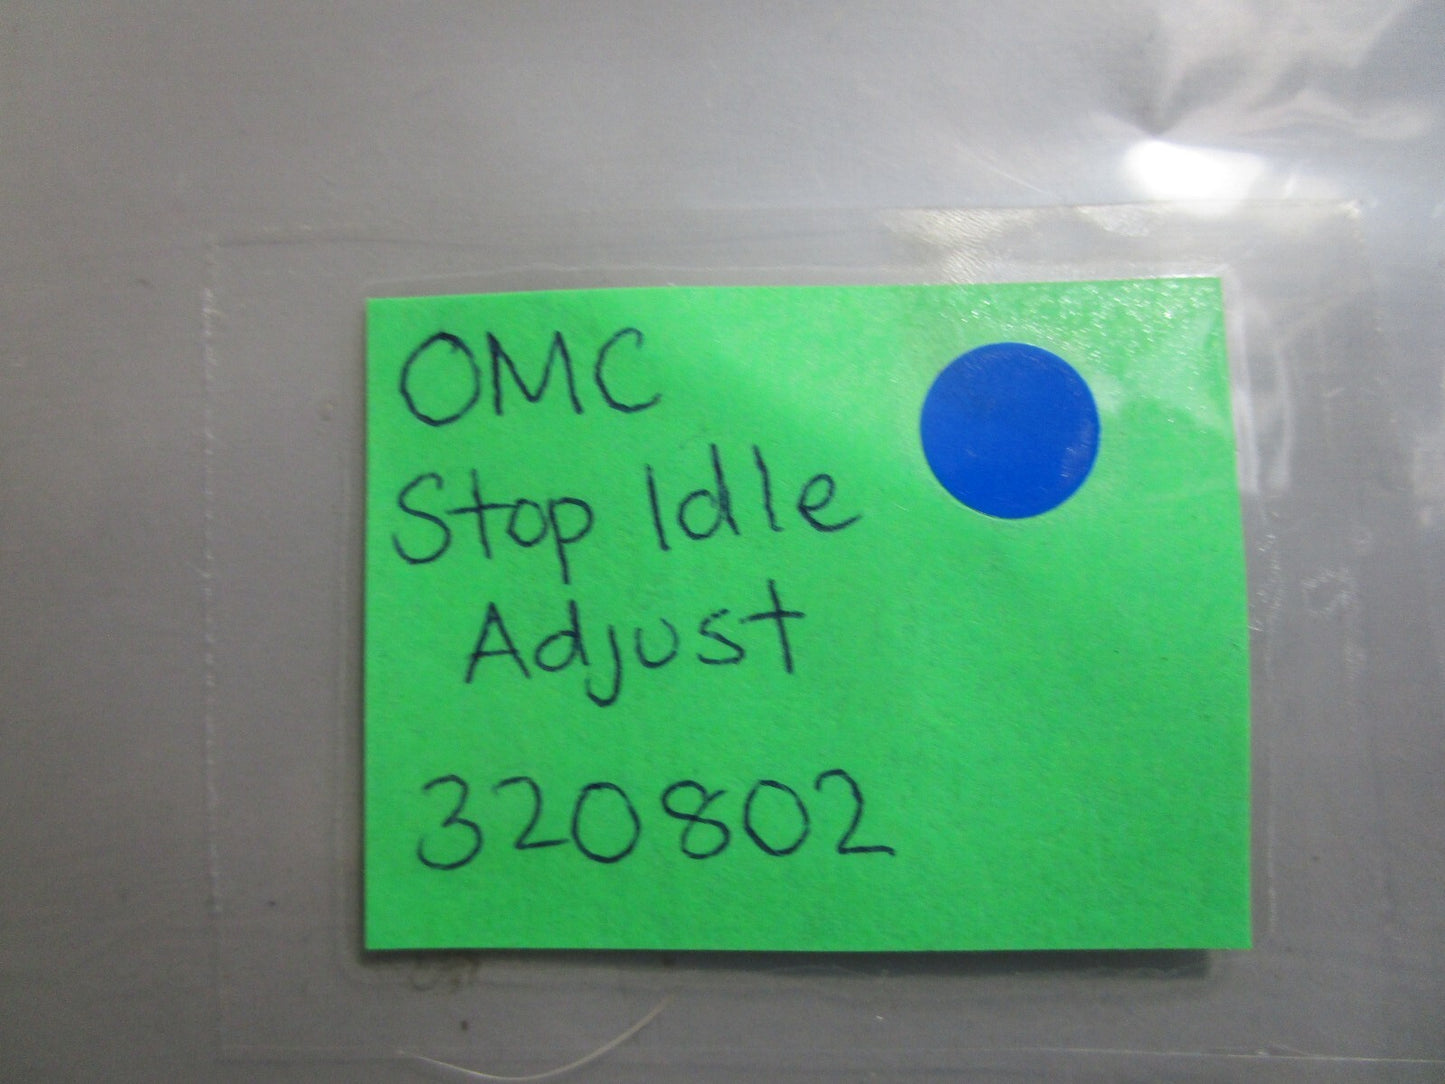 OMC
Stop Idle
Adjust
320802